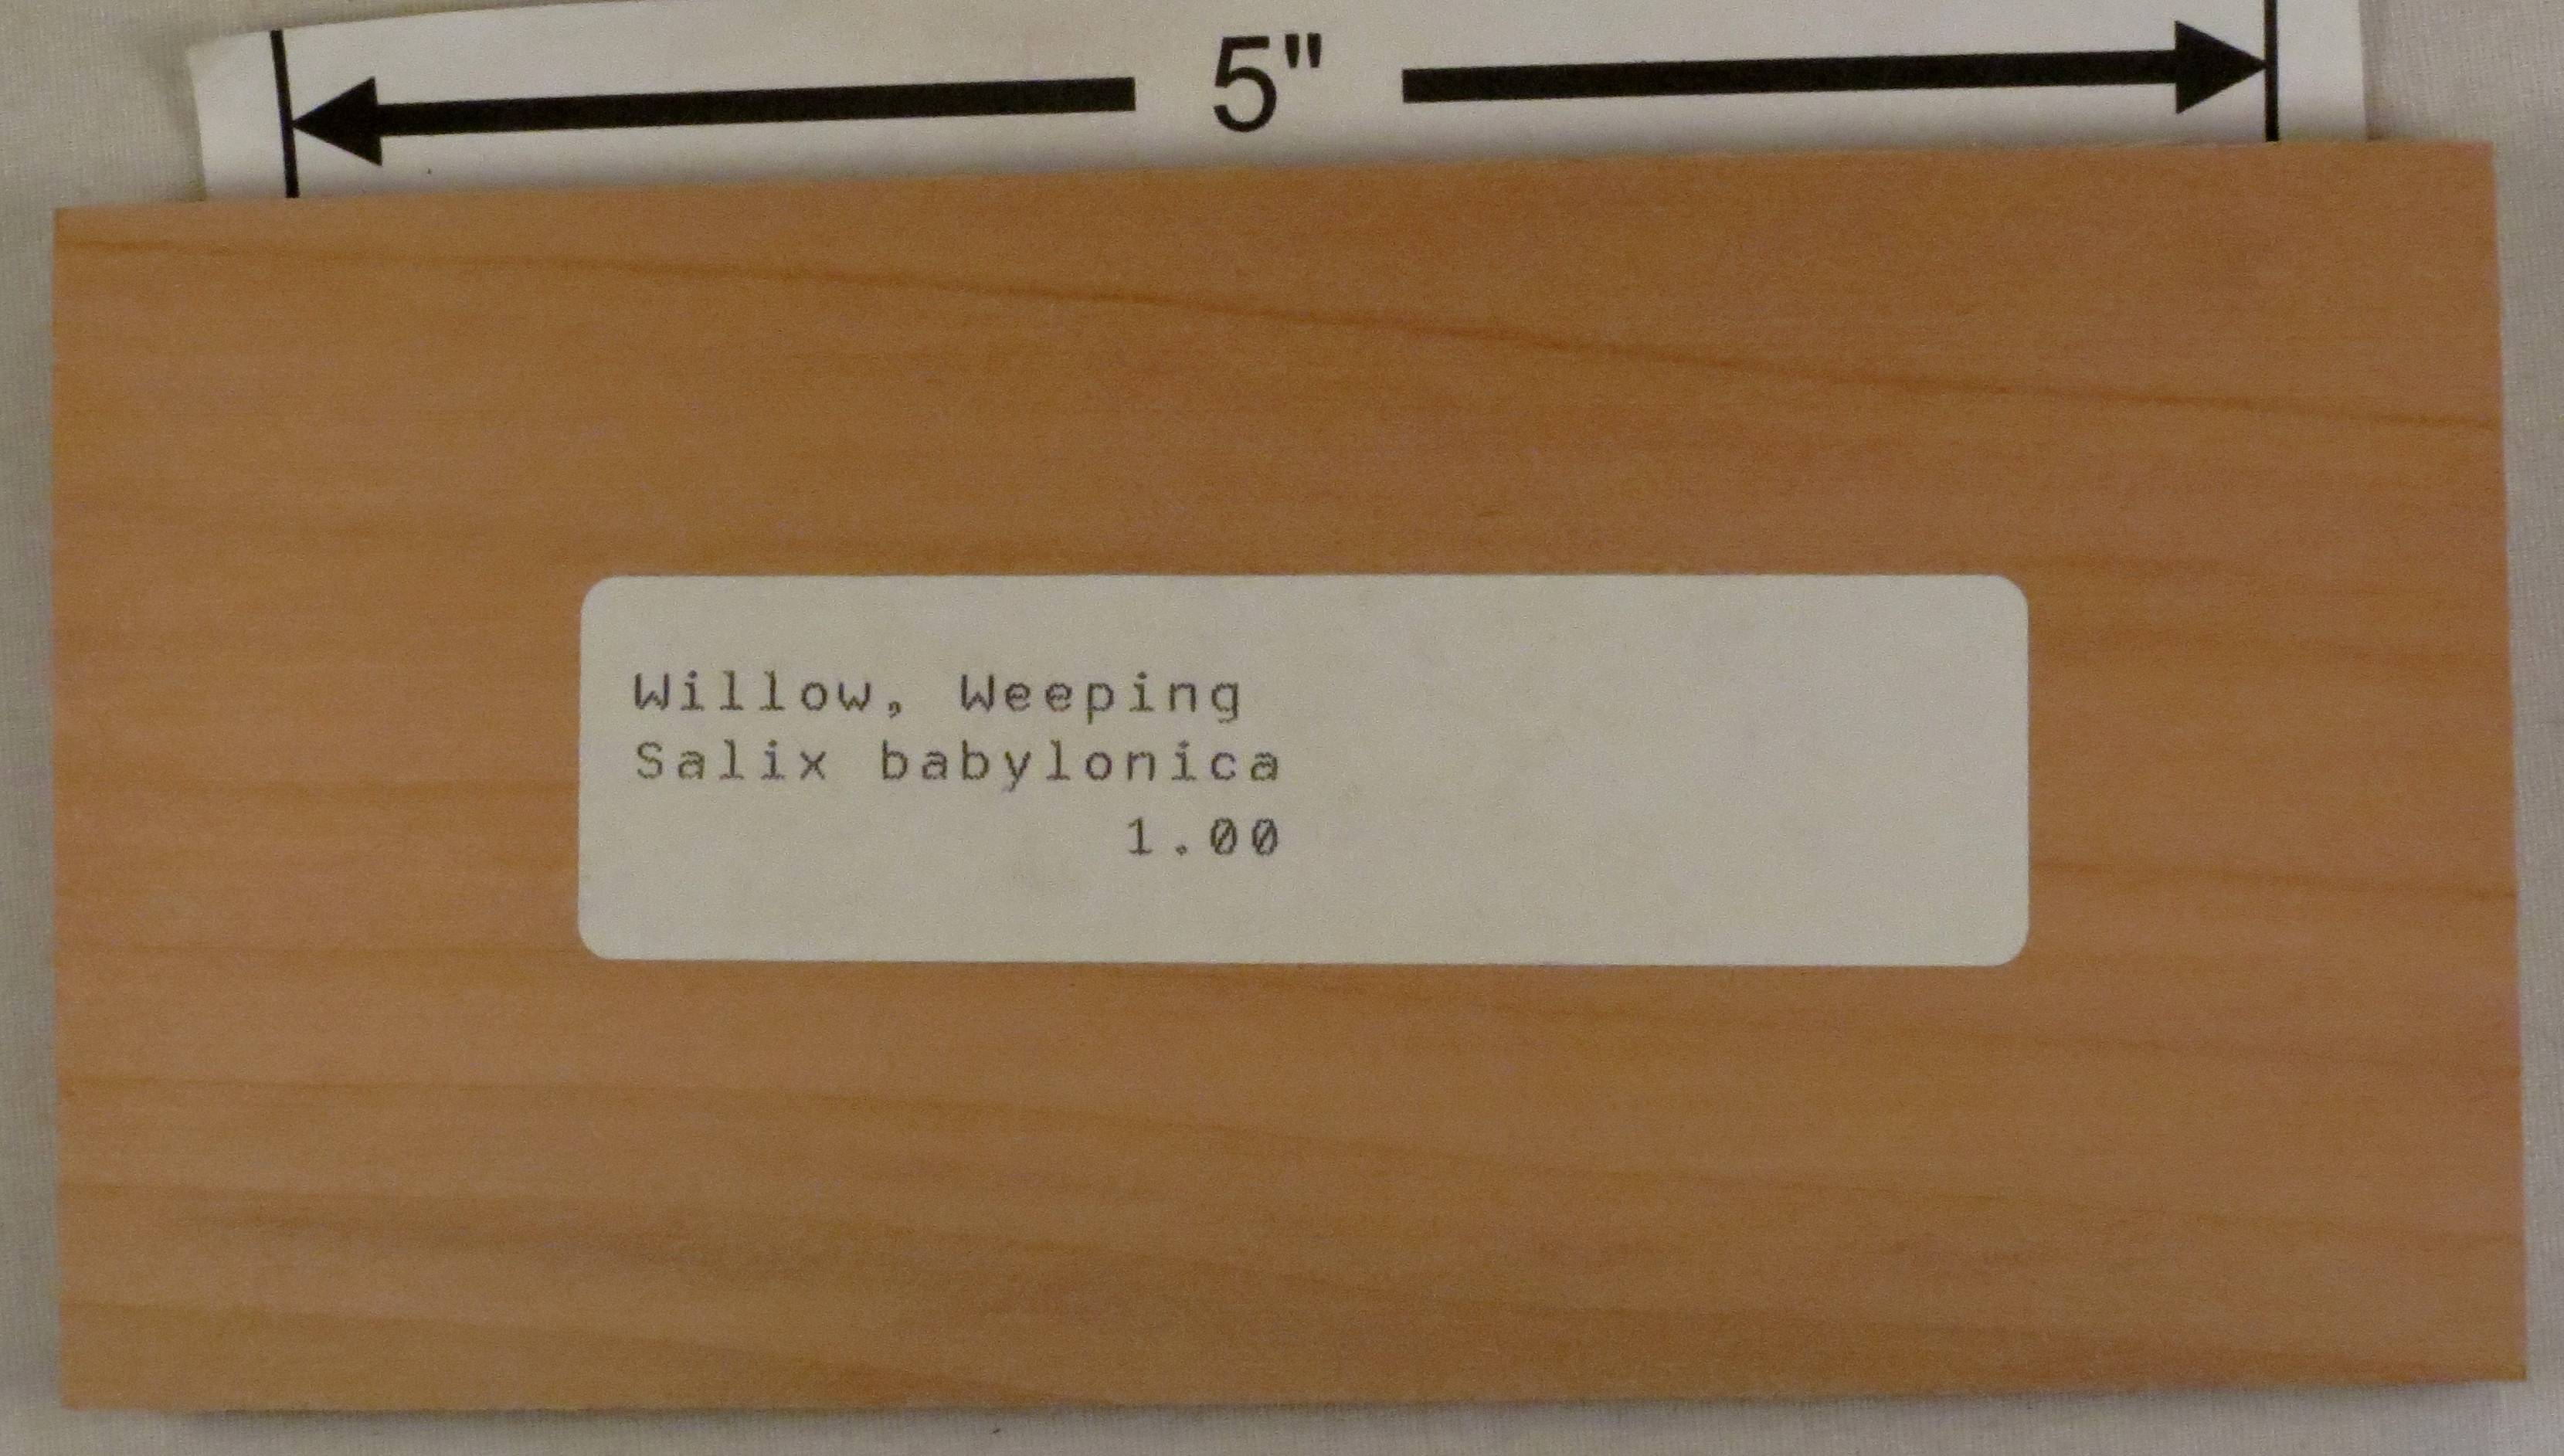 5"
Willow, Weeping
Salix babylonica
1.00